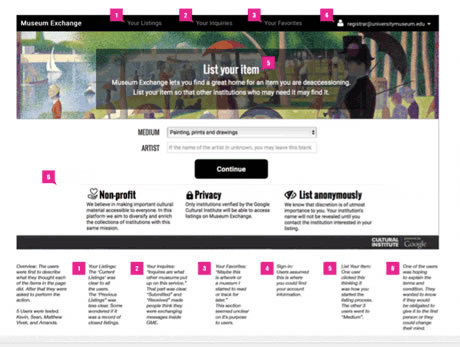 Museum Exchange
1 Your Listings
2 Your Inquiries
3 Your Favorites
4 registrar@universitymuseum.edu
List your item 5
Museum Exchange lets you find a great home for an item you are deaccessioning.
List your item so that other institutions who may need it may find it.
MEDIUM Painting, prints and drawings
ARTIST If the name of the artist in unknown, you may leave this blank
Continue
6
Non-profit
We believe in making important cultural
material accessible to everyone. In this
platform we aim to diversify and enrich
the collections of institutions with this
same mission.
Privacy
Only institutions verified by the Google
Cultural Institute will be able to access
listings on Museum Exchange.
List anonymously
We know that discretion is of utmost
importance to you. Your institution's
name will not be revealed until you
contact the institution interested in your
listing.
CULTURAL
INSTITUTE
Google
Overview: The users
were first to describe
what they thought each
of the items in the page
did. After that they were
asked to perform the
action.
5 Users were tested:
Kevin, Sean, Matthew
Vivek, and Amanda.
1
Your Listings:
The "Current
Listings" was
clear to all
the users.
The "Previous
Listings" was
less clear. Some
wondered if it
was a record of
closed listings.
2
Your Inquiries:
"Inquiries are what
other museums put
up on this service."
That part was clear.
"Submitted" and
"Received" made
people think they
were exchanging
messages inside
GME.
3
Your Favorites:
"Maybe this
is artwork or
a museum I
starred to read
or track for
later."
This section
seemed unclear
on it's purpose
to users.
4
Sign-In:
Users assumed
this is where
you could find
your account
information.
5
List Your Item:
One user
clicked this
thinking it
was how you
started the
listing process.
The other 3
users went to
"Medium".
6
One of the users
was hoping to
explain the
terms and
condition. They
wanted to know
if they would
be obligated to
give it to the first
person or they
could change
their mind.